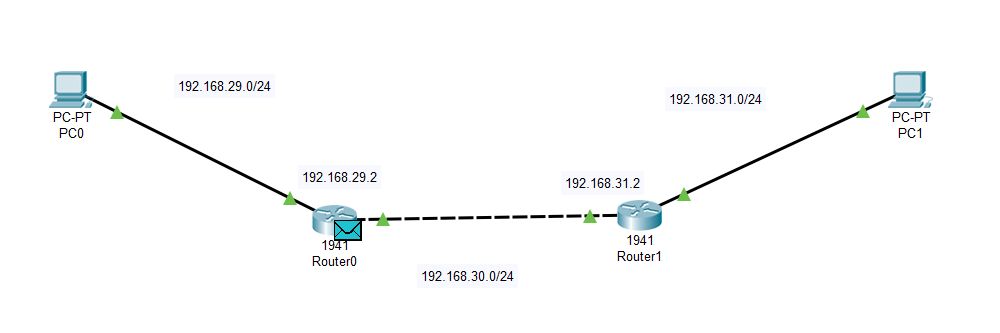 192.168.29.0/24
192.168.31.0/24
PC-PT
PC0
PC-PT
PC1
192.168.29.2
192.168.31.2
1941
Router0
1941
Router1
192.168.30.0/24